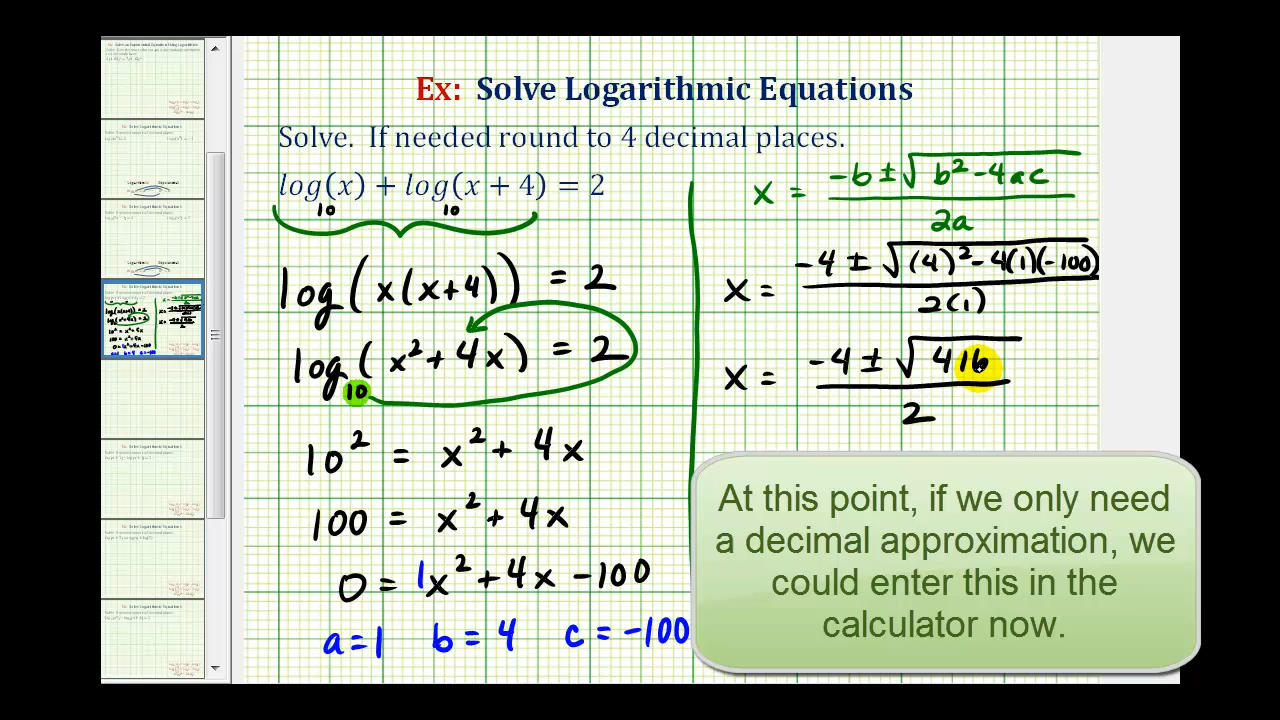 Ex: Solve Logarithmic Equations
Solve. If needed round to 4 decimal places.
log(x) + log(x + 4) = 2
10 10
log(x(x+4)) = 2
log₁₀(x² + 4x) = 2
10² = x² + 4x
100 = x² + 4x
0 = 1x² + 4x - 100
a = 1 b = 4 c = -100
x = (-b ± √(b² - 4ac)) / 2a
x = (-4 ± √((4)² - 4(1)(-100))) / 2(1)
x = (-4 ± √416) / 2
At this point, if we only need
a decimal approximation, we
could enter this in the
calculator now.